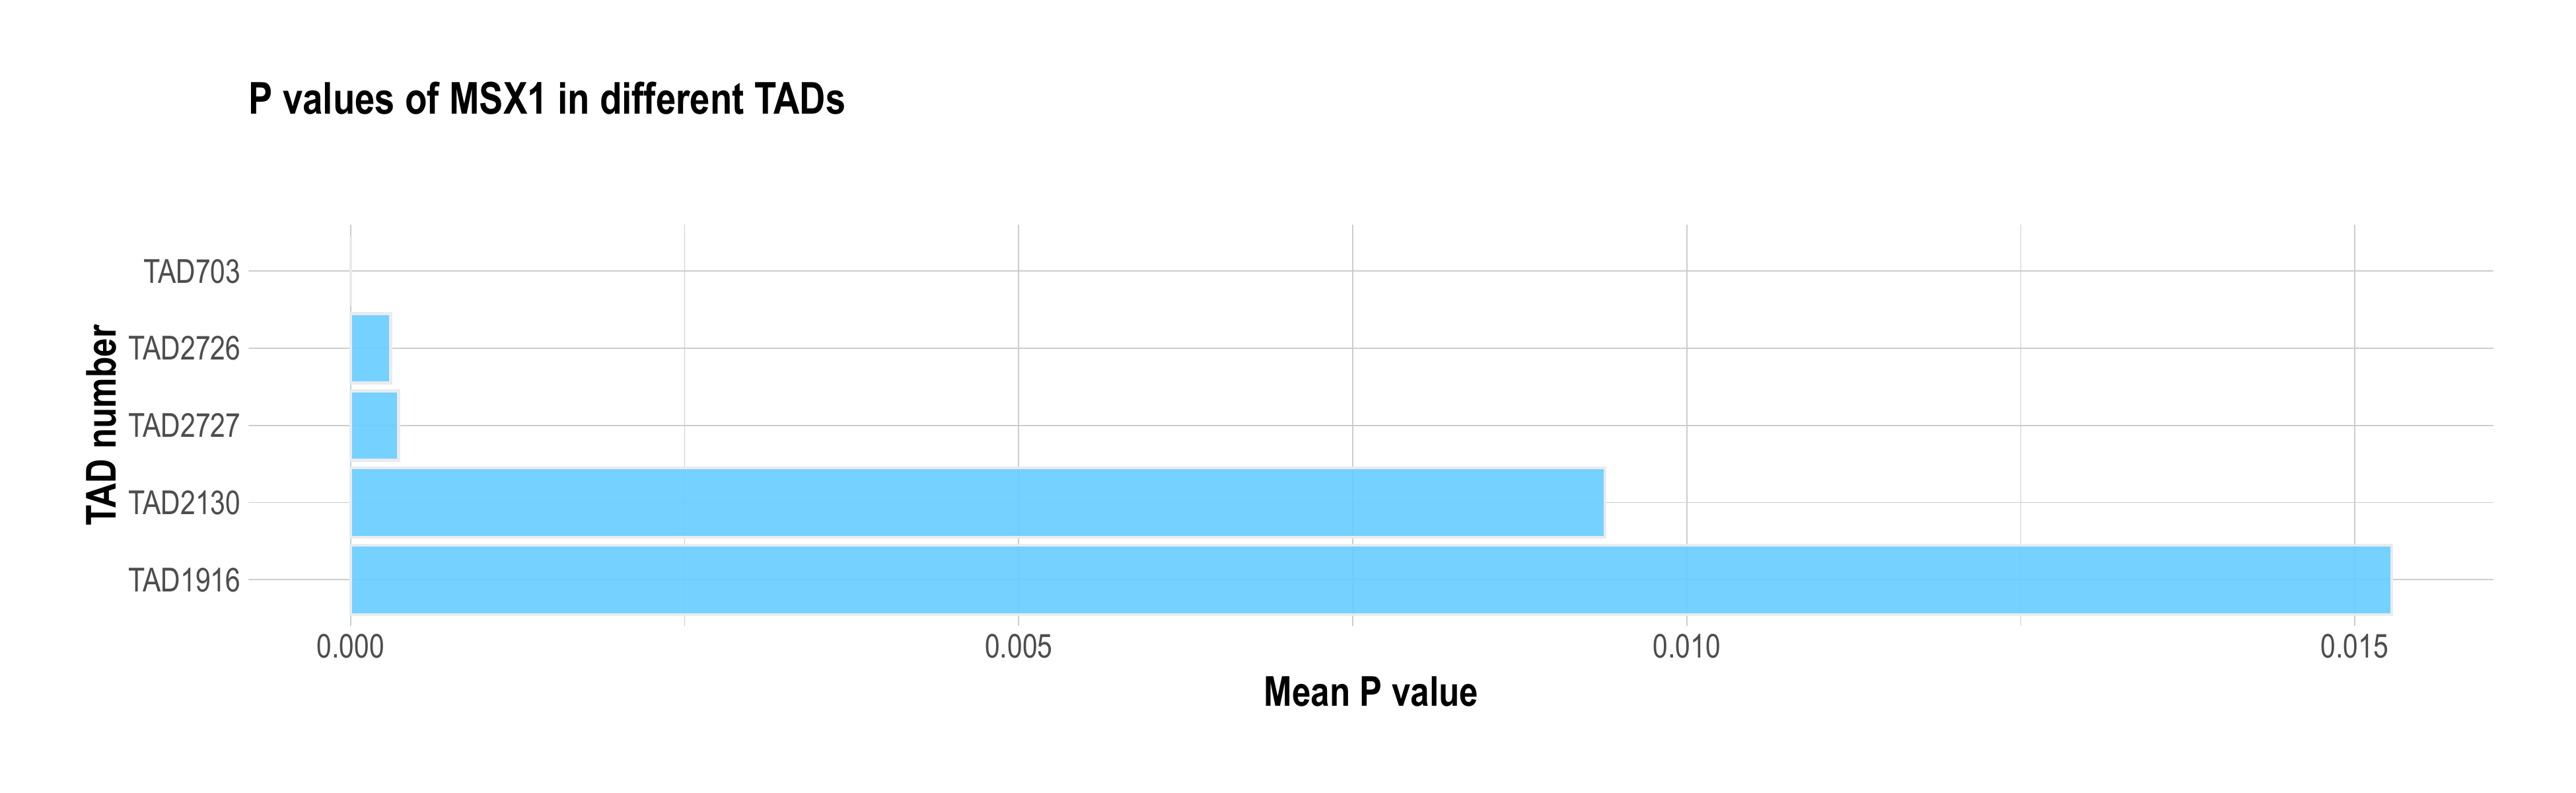 P values of MSX1 in different TADs
TAD number
TAD703
TAD2726
TAD2727
TAD2130
TAD1916
0.000
0.005
0.010
0.015
Mean P value